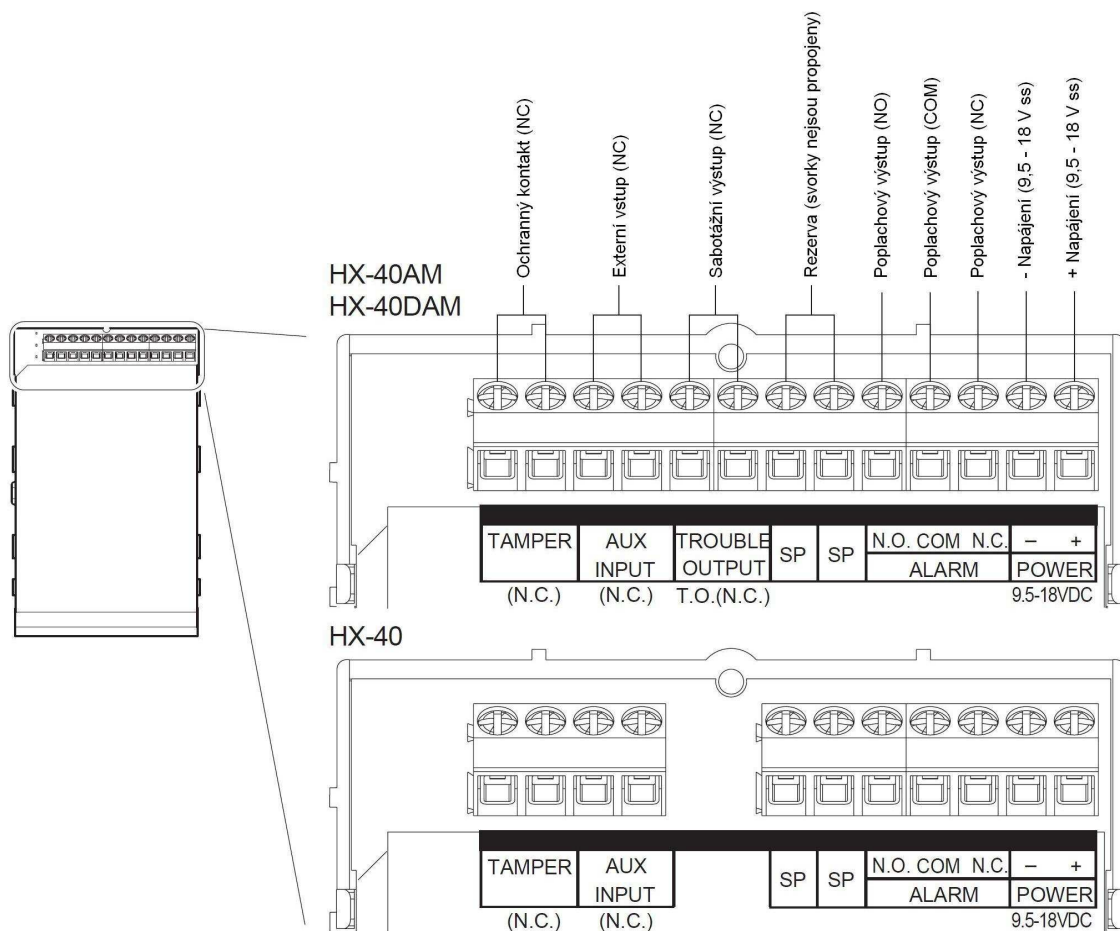 Ochranný kontakt (NC)
Externí vstup (NC)
Sabotážní výstup (NC)
Rezerva (svorky nejsou propojeny)
Poplachový výstup (NO)
Poplachový výstup (COM)
Poplachový výstup (NC)
- Napájení (9,5 - 18 V ss)
+ Napájení (9,5 - 18 V ss)
HX-40AM
HX-40DAM
TAMPER
(N.C.)
AUX
INPUT
(N.C.)
TROUBLE
OUTPUT
T.O.(N.C.)
SP
SP
N.O. COM N.C.
ALARM
– +
POWER
9.5-18VDC
HX-40
TAMPER
(N.C.)
AUX
INPUT
(N.C.)
SP
SP
N.O. COM N.C.
ALARM
– +
POWER
9.5-18VDC